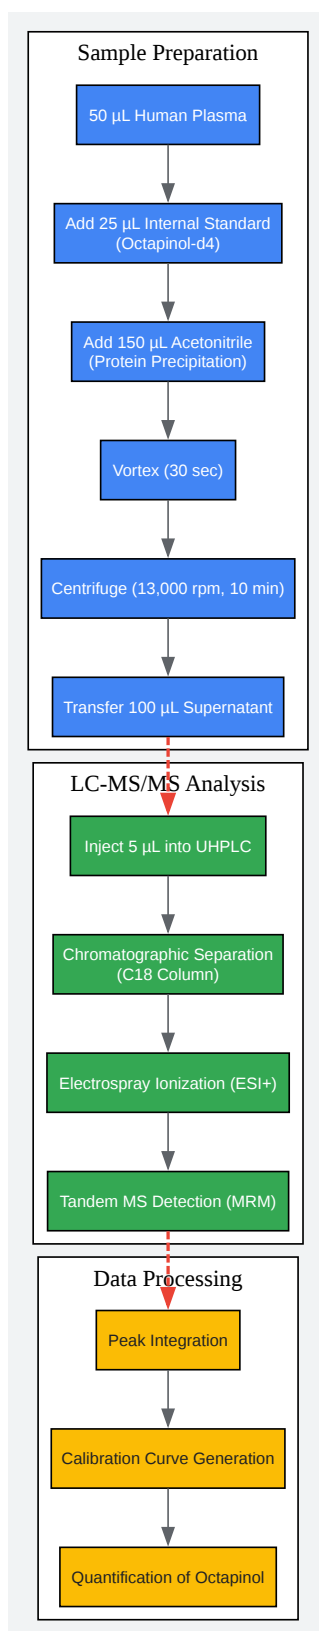 Sample Preparation
50 µL Human Plasma
Add 25 µL Internal Standard
(Octapinol-d4)
Add 150 µL Acetonitrile
(Protein Precipitation)
Vortex (30 sec)
Centrifuge (13,000 rpm, 10 min)
Transfer 100 µL Supernatant
LC-MS/MS Analysis
Inject 5 µL into UHPLC
Chromatographic Separation
(C18 Column)
Electrospray Ionization (ESI+)
Tandem MS Detection (MRM)
Data Processing
Peak Integration
Calibration Curve Generation
Quantification of Octapinol